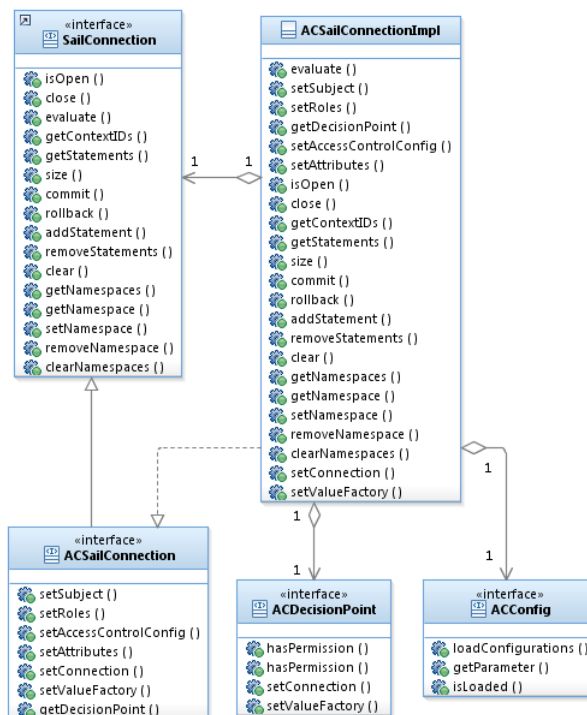 «interface»
SailConnection
isOpen ( )
close ( )
evaluate ( )
getContextIDs ( )
getStatements ( )
size ( )
commit ( )
rollback ( )
addStatement ( )
removeStatements ( )
clear ( )
getNamespaces ( )
getNamespace ( )
setNamespace ( )
removeNamespace ( )
clearNamespaces ( )
1
1
ACSailConnectionImpl
evaluate ( )
setSubject ( )
setRoles ( )
getDecisionPoint ( )
setAccessControlConfig ( )
setAttributes ( )
isOpen ( )
close ( )
getContextIDs ( )
getStatements ( )
size ( )
commit ( )
rollback ( )
addStatement ( )
removeStatements ( )
clear ( )
getNamespaces ( )
getNamespace ( )
setNamespace ( )
removeNamespace ( )
clearNamespaces ( )
setConnection ( )
setValueFactory ( )
1
1
1
1
«interface»
ACSailConnection
setSubject ( )
setRoles ( )
setAccessControlConfig ( )
setAttributes ( )
setConnection ( )
setValueFactory ( )
getDecisionPoint ( )
«interface»
ACDecisionPoint
hasPermission ( )
hasPermission ( )
setConnection ( )
setValueFactory ( )
«interface»
ACConfig
loadConfigurations ( )
getParameter ( )
isLoaded ( )